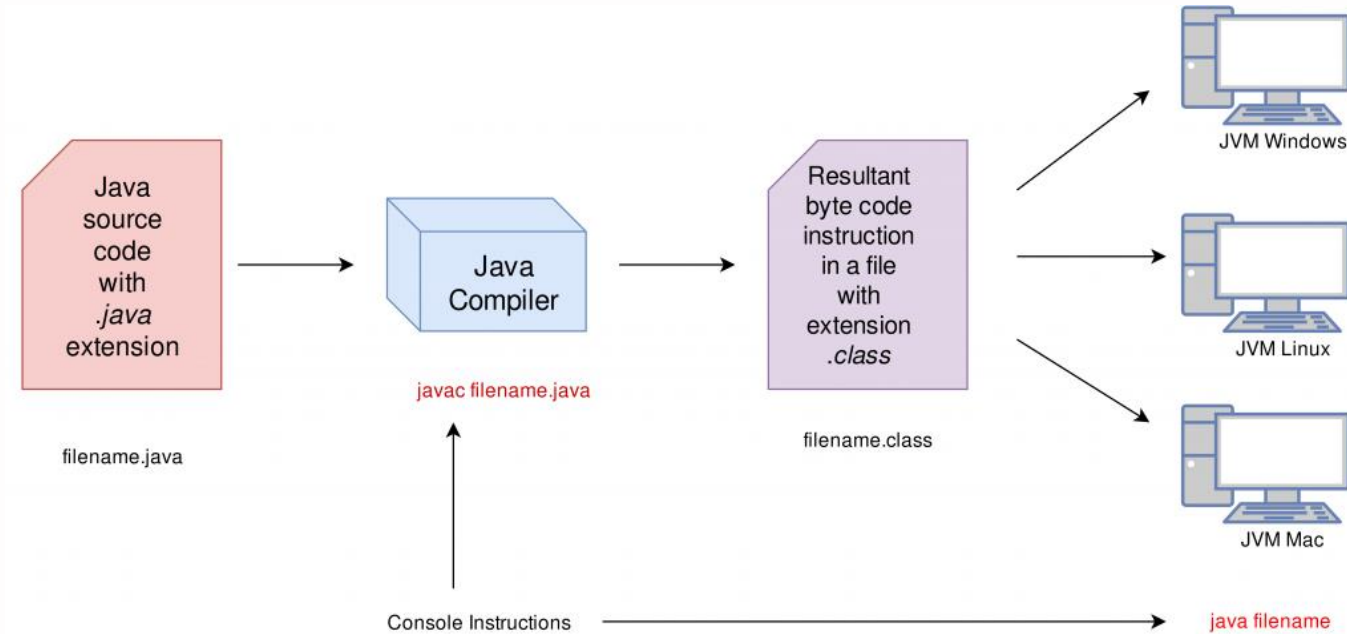 Java
source
code
with
.java
extension
filename.java
Java
Compiler
javac filename.java
Resultant
byte code
instruction
in a file
with
extension
.class
filename.class
JVM Windows
JVM Linux
JVM Mac
Console Instructions
java filename